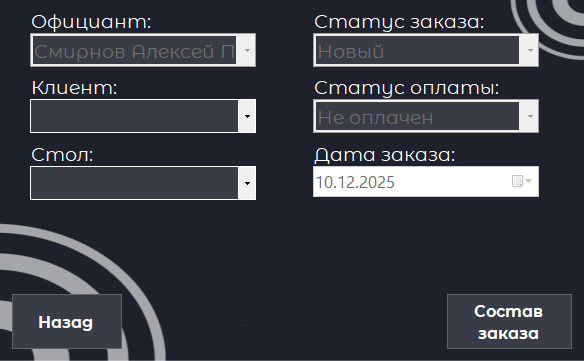 Официант:
Смирнов Алексей П
Клиент:
Стол:
Статус заказа:
Новый
Статус оплаты:
Не оплачен
Дата заказа:
10.12.2025
Назад
Состав
заказа